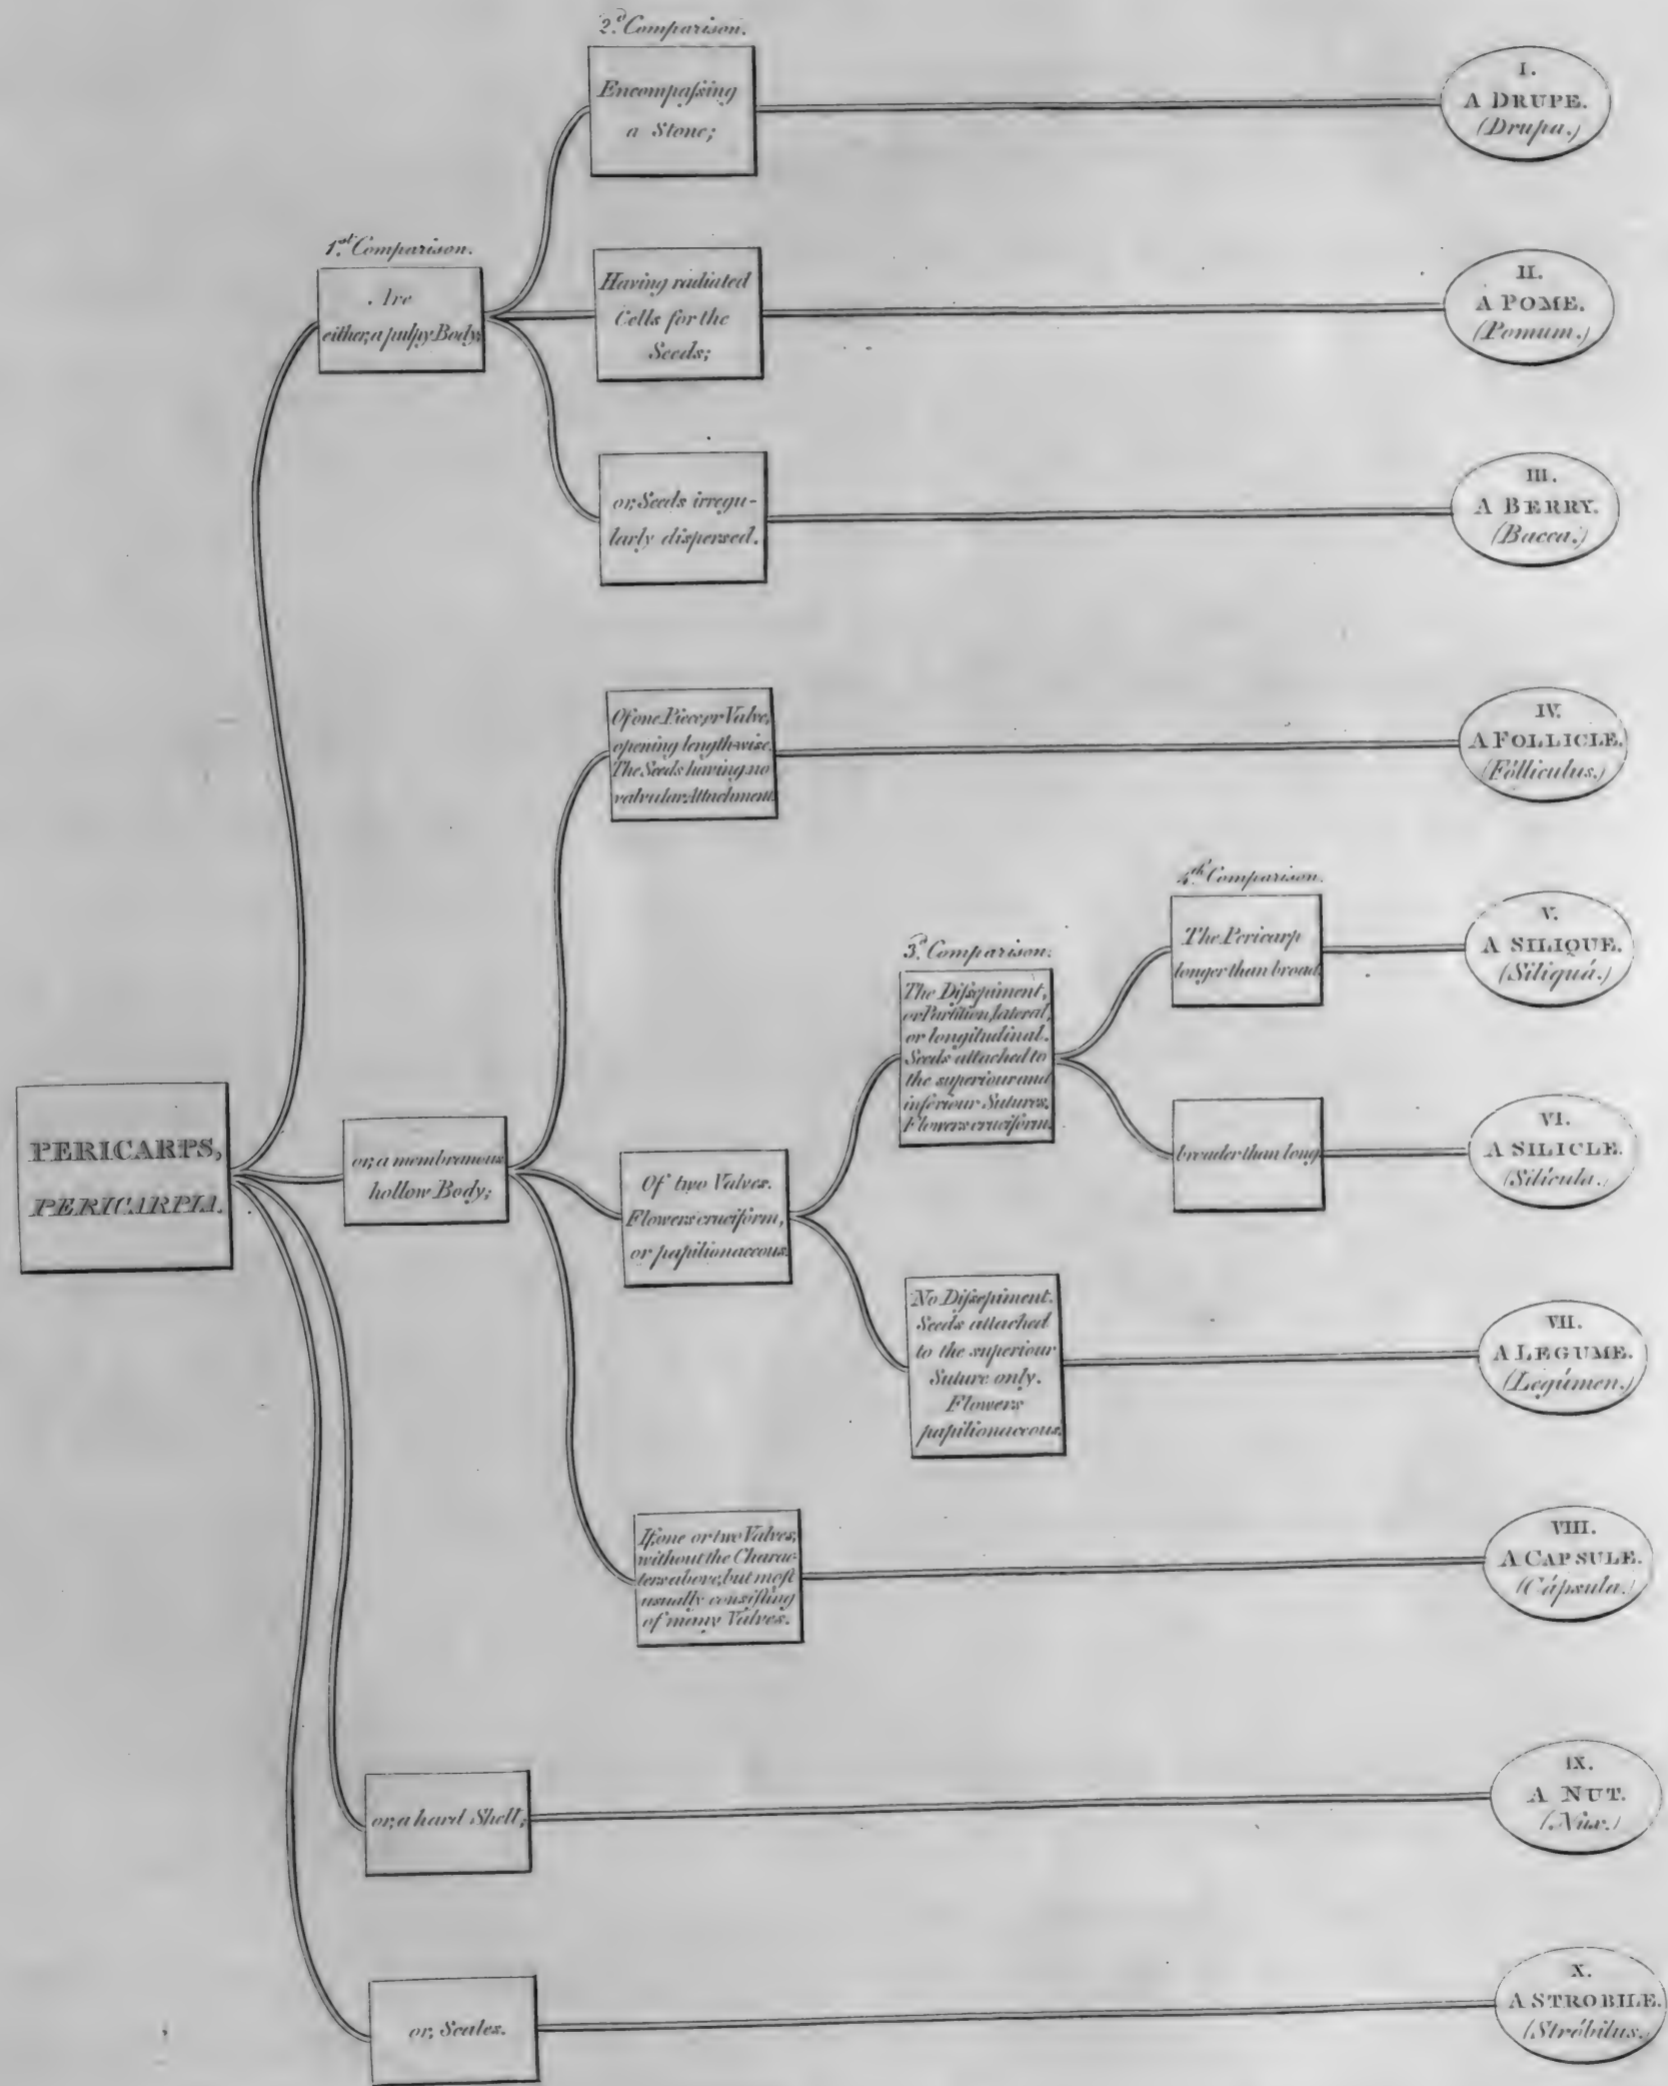 2.d Comparison.
Encompaſsing
a Stone;
I.
A DRUPE.
(Drupa.)
1.st Comparison.
Are
either, a pulpy Body;
Having radiated
Cells for the
Seeds;
II.
A POME.
(Pomum.)
or, Seeds irregu-
larly dispersed.
III.
A BERRY.
(Bacca.)
Of one Piece, or Valve,
opening length-wise.
The Seeds having no
valvular Attachment.
IV.
A FOLLICLE.
(Fólliculus.)
PERICARPS,
PERICARPIA.
or, a membranous
hollow Body;
Of two Valves.
Flowers cruciform,
or papilionaceous.
3.d Comparison.
The Diſsepiment,
or Partition, lateral,
or longitudinal.
Seeds attached to
the superiour and
inferiour Sutures.
Flowers cruciform.
4.th Comparison.
The Pericarp
longer than broad.
V.
A SILIQUE.
(Siliquá.)
broader than long.
VI.
A SILICLE.
(Silícula.)
No Diſsepiment.
Seeds attached
to the superiour
Suture only.
Flowers
papilionaceous.
VII.
A LEGUME.
(Legúmen.)
If, one or two Valves,
without the Charac-
ters above, but moſt
usually consiſting
of many Valves.
VIII.
A CAPSULE.
(Cápsula.)
or, a hard Shell;
IX.
A NUT.
(Nux.)
or, Scales.
X.
A STROBILE.
(Stróbilus.)